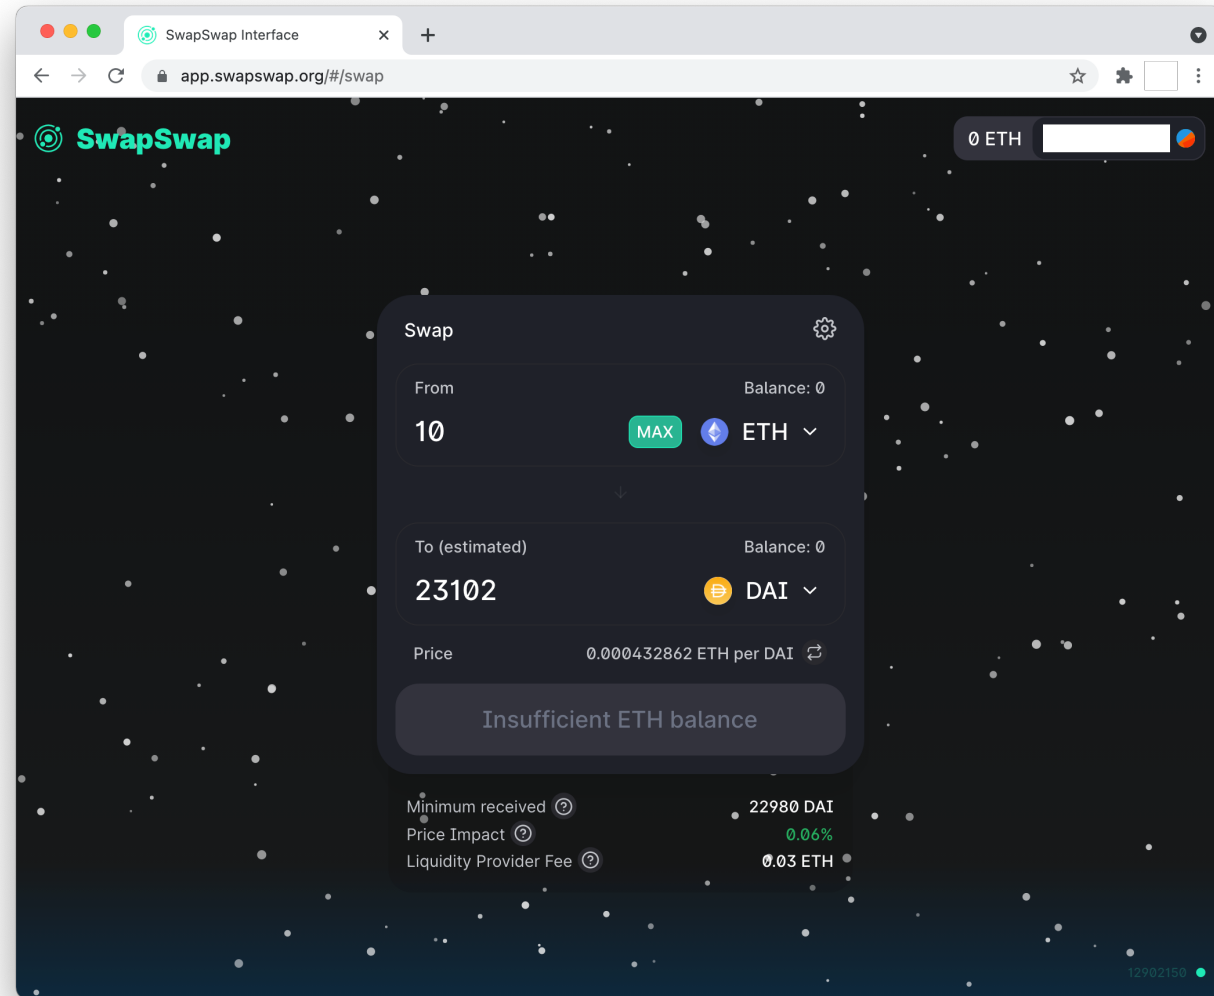 SwapSwap Interface
app.swapswap.org/#/swap
SwapSwap
0 ETH
Swap
From
Balance: 0
10
MAX
ETH
To (estimated)
Balance: 0
23102
DAI
Price
0.000432862 ETH per DAI
Insufficient ETH balance
Minimum received ?
22980 DAI
Price Impact ?
0.06%
Liquidity Provider Fee ?
0.03 ETH
12902150